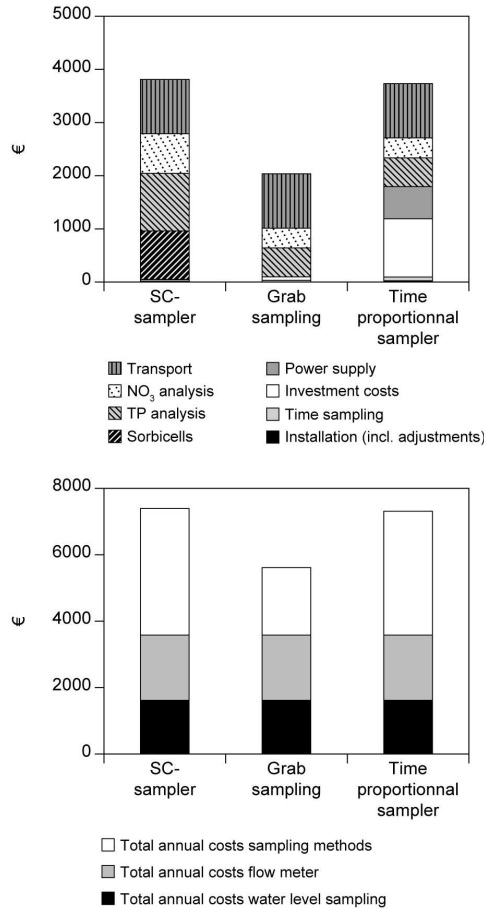 5000
4000
3000
€
2000
1000
0
SC-
sampler
Grab
sampling
Time
proportionnal
sampler
Transport
NO3 analysis
TP analysis
Sorbicells
Power supply
Investment costs
Time sampling
Installation (incl. adjustments)
8000
6000
4000
€
2000
0
SC-
sampler
Grab
sampling
Time
proportionnal
sampler
Total annual costs sampling methods
Total annual costs flow meter
Total annual costs water level sampling